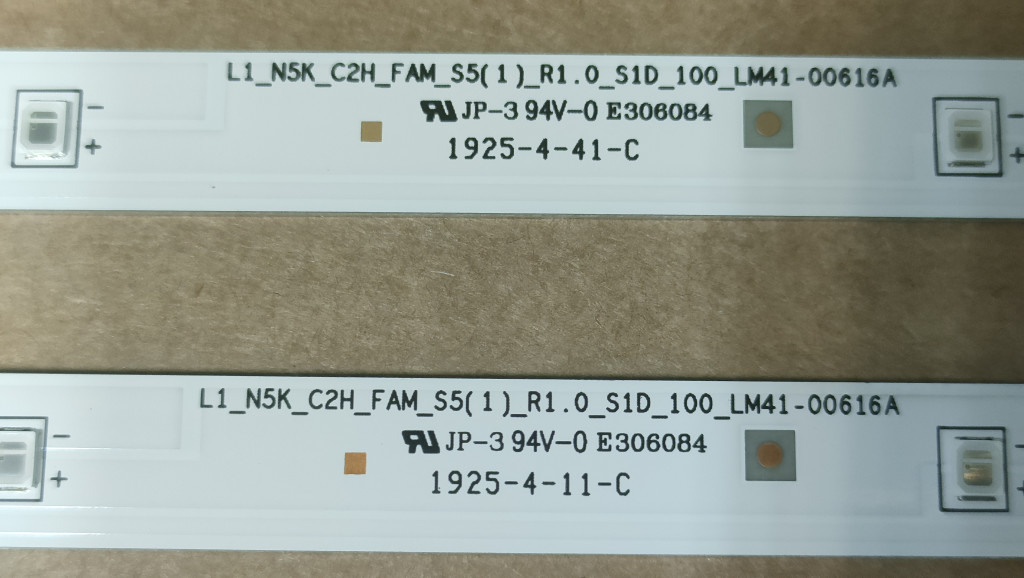 L1_N5K_C2H_FAM_S5(1)_R1.0_S1D_100_LM41-00616A
JP-3 94V-0 E306084
1925-4-41-C
- +
- +
L1_N5K_C2H_FAM_S5(1)_R1.0_S1D_100_LM41-00616A
JP-3 94V-0 E306084
1925-4-11-C
- +
- +